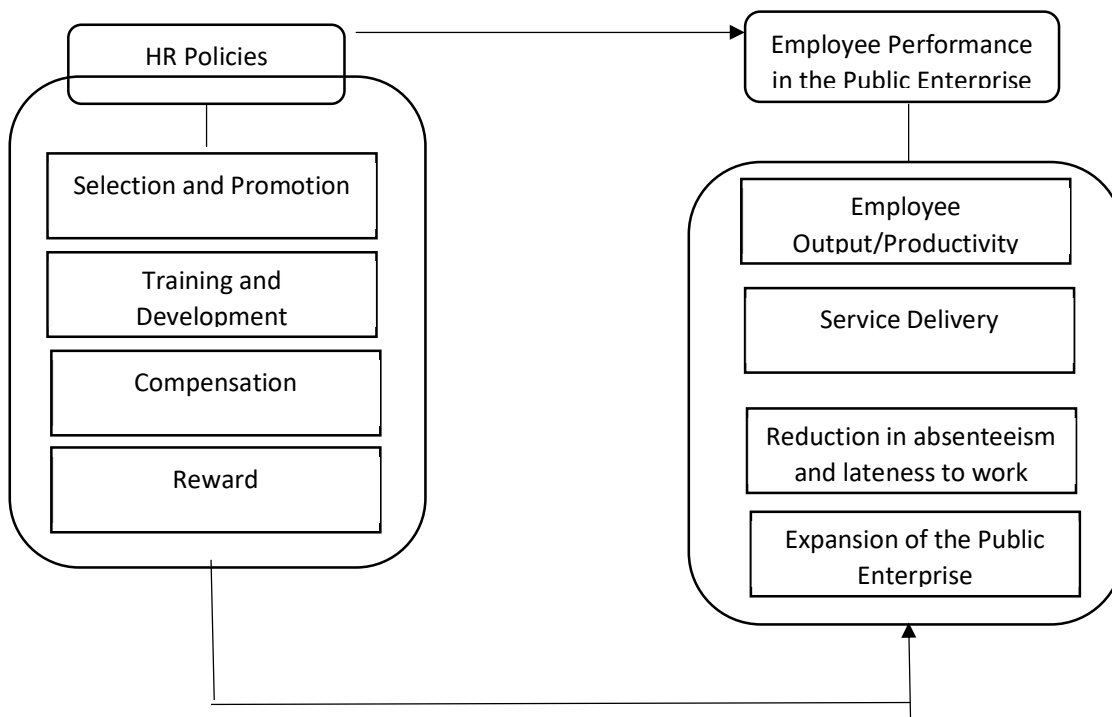 HR Policies
Selection and Promotion
Training and
Development
Compensation
Reward
Employee Performance
in the Public Enterprise
Employee
Output/Productivity
Service Delivery
Reduction in absenteeism
and lateness to work
Expansion of the Public
Enterprise